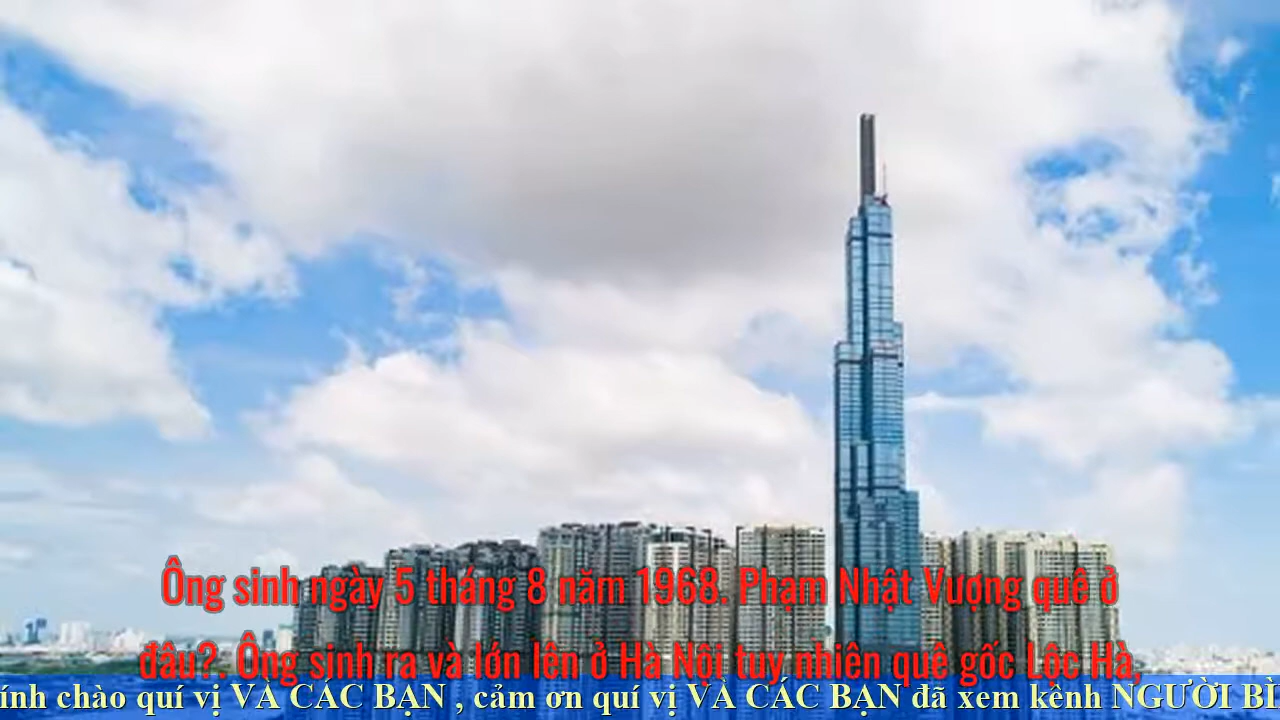 Ông sinh ngày 5 tháng 8 năm 1968. Phạm Nhật Vượng quê ở
đâu?. Ông sinh ra và lớn lên ở Hà Nội tuy nhiên quê gốc Lộc Hà,
ính chào quí vị VÀ CÁC BẠN , cảm ơn quí vị VÀ CÁC BẠN đã xem kênh NGƯỜI BÌ